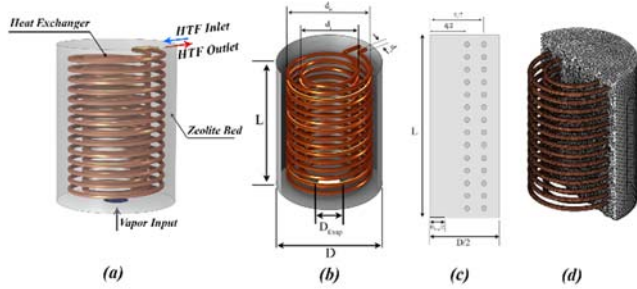 Heat Exchanger
HTF Inlet
HTF Outlet
Zeolite Bed
Vapor Input
(a)
L
D
(b)
L
D/2
(c)
(d)